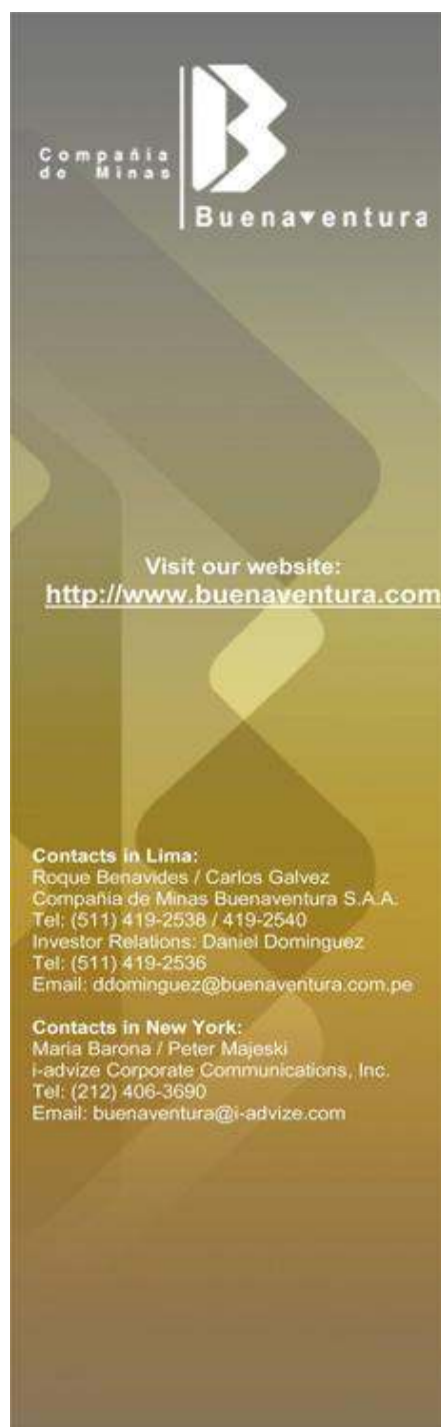 Compañia
de Minas
Buenaventura
Visit our website:
http://www.buenaventura.com
Contacts in Lima:
Roque Benavides / Carlos Galvez
Compañia de Minas Buenaventura S.A.A.
Tel: (511) 419-2538 / 419-2540
Investor Relations: Daniel Dominguez
Tel: (511) 419-2536
Email: ddominguez@buenaventura.com.pe
Contacts in New York:
Maria Barona / Peter Majeski
i-advize Corporate Communications, Inc.
Tel: (212) 406-3690
Email: buenaventura@i-advize.com